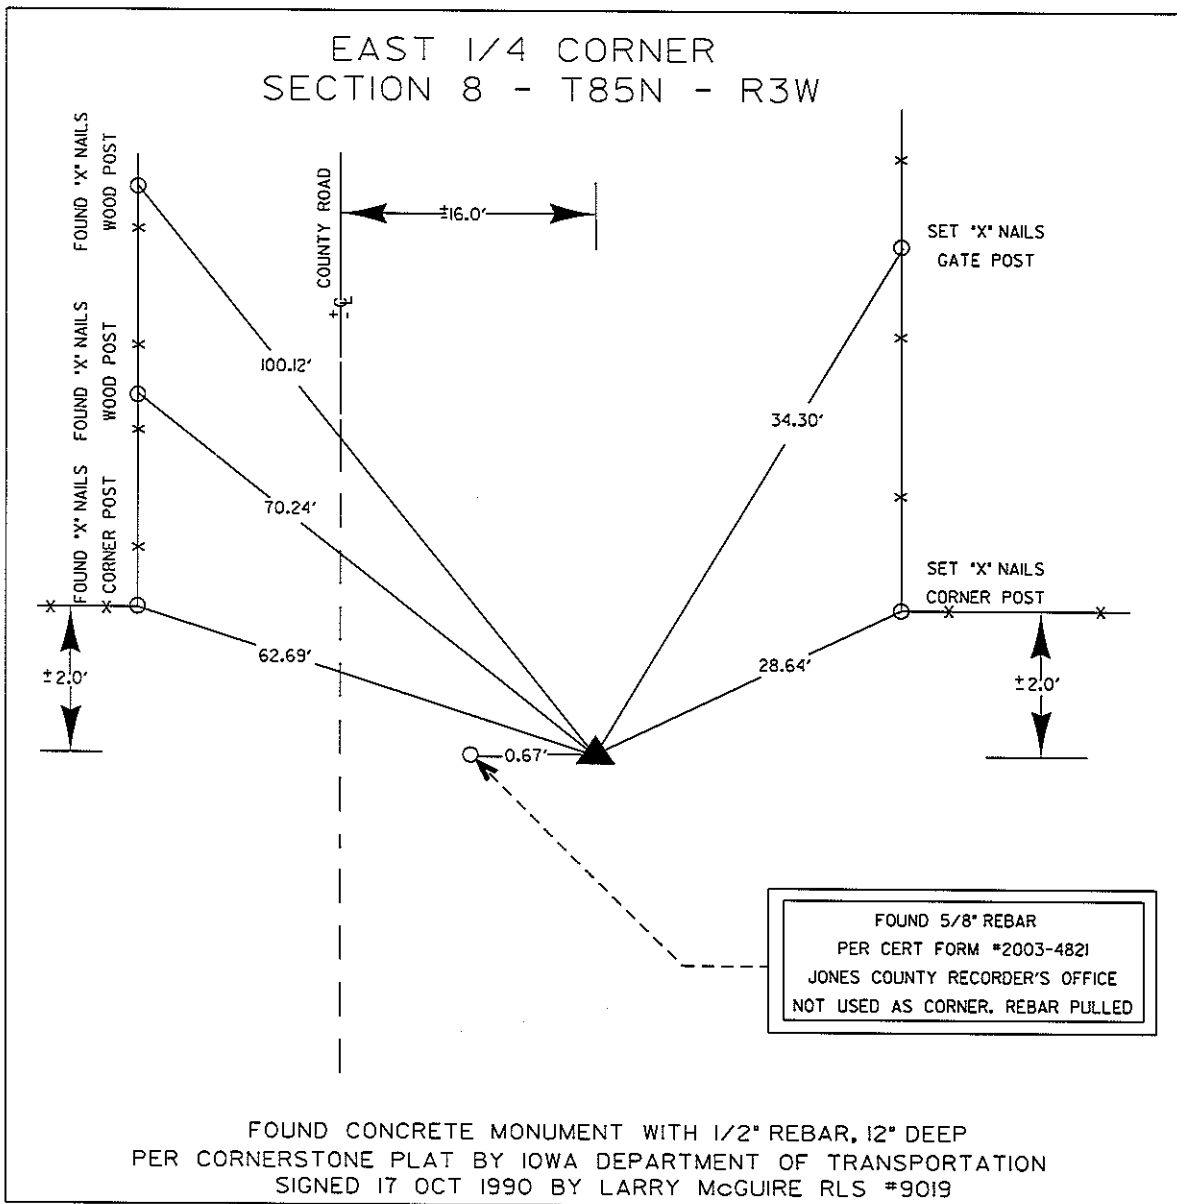 EAST 1/4 CORNER
SECTION 8 - T85N - R3W
FOUND "X" NAILS
WOOD POST
COUNTY ROAD
±16.0'
SET "X" NAILS
GATE POST
±CL
100.12'
FOUND "X" NAILS
WOOD POST
34.30'
70.24'
FOUND "X" NAILS
CORNER POST
SET "X" NAILS
CORNER POST
62.69'
28.64'
±2.0'
±2.0'
0.67'
FOUND 5/8" REBAR
PER CERT FORM #2003-4821
JONES COUNTY RECORDER'S OFFICE
NOT USED AS CORNER. REBAR PULLED
FOUND CONCRETE MONUMENT WITH 1/2" REBAR, 12" DEEP
PER CORNERSTONE PLAT BY IOWA DEPARTMENT OF TRANSPORTATION
SIGNED 17 OCT 1990 BY LARRY McGUIRE RLS #9019